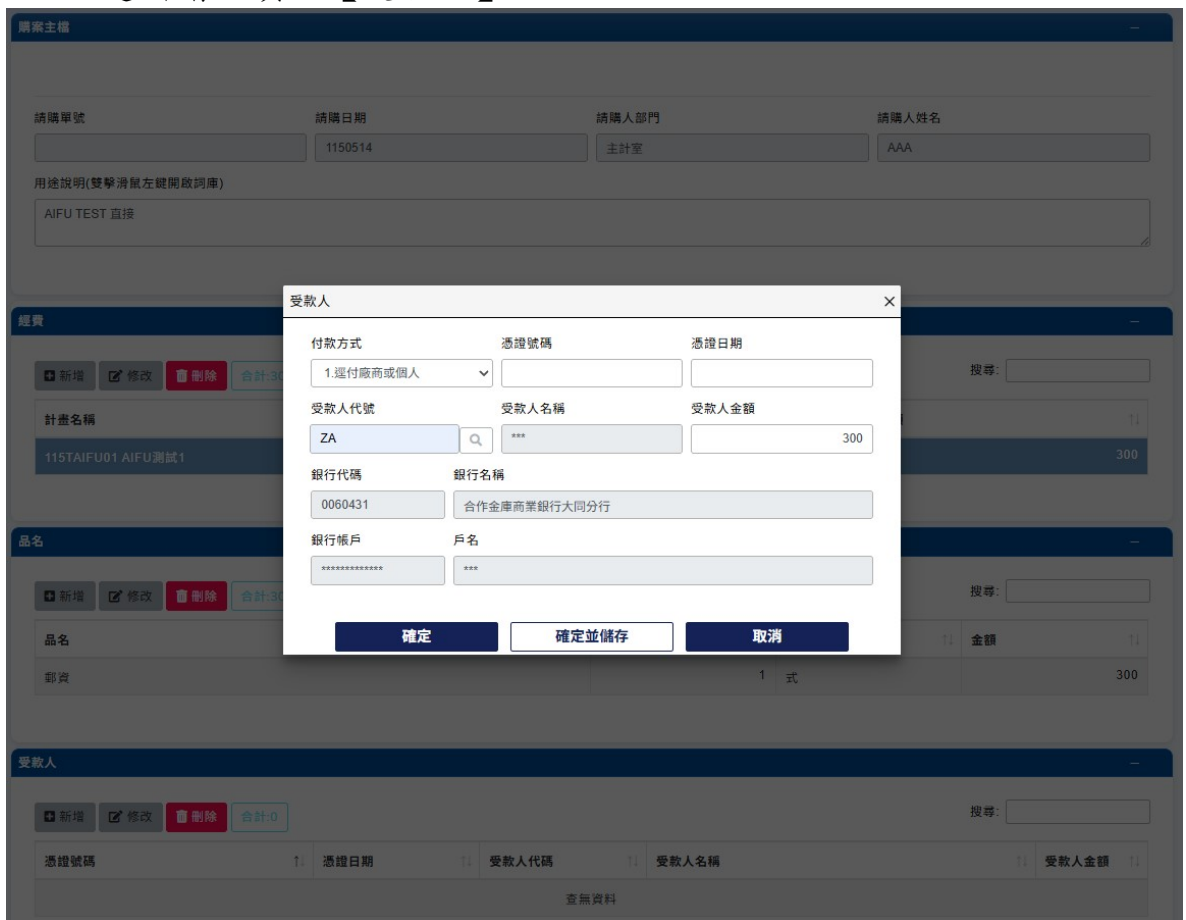 購案主檔
請購單號 請購日期 請購人部門 請購人姓名
1150514 主計室 AAA
用途說明(雙擊滑鼠左鍵開啟詞庫)
AIFU TEST 直接
受款人 ×
經費
付款方式 憑證號碼 憑證日期
新增 修改 刪除 合計:30 搜尋:
1.逕付廠商或個人
受款人代號 受款人名稱 受款人金額
計畫名稱
ZA *** 300
115TAIFU01 AIFU測試1 300
銀行代碼 銀行名稱
0060431 合作金庫商業銀行大同分行
品名
銀行帳戶 戶名
************* ***
新增 修改 刪除 合計:30 搜尋:
確定 確定並儲存 取消
品名 金額
郵資 1 式 300
受款人
新增 修改 刪除 合計:0 搜尋:
憑證號碼 憑證日期 受款人代碼 受款人名稱 受款人金額
查無資料